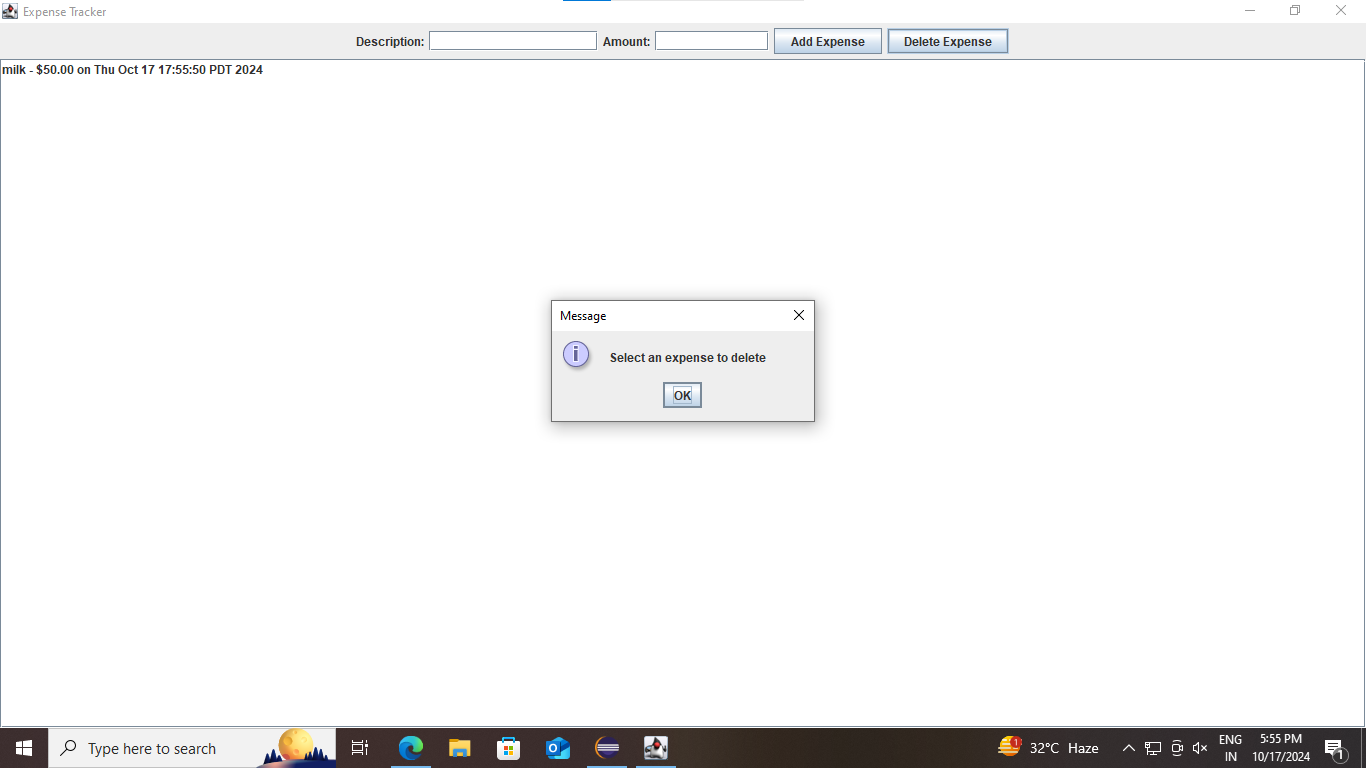 Expense Tracker
Description: Amount: Add Expense Delete Expense
milk - $50.00 on Thu Oct 17 17:55:50 PDT 2024
Message
i Select an expense to delete
OK
Type here to search
1 32°C Haze
ENG
IN
5:55 PM
10/17/2024
1